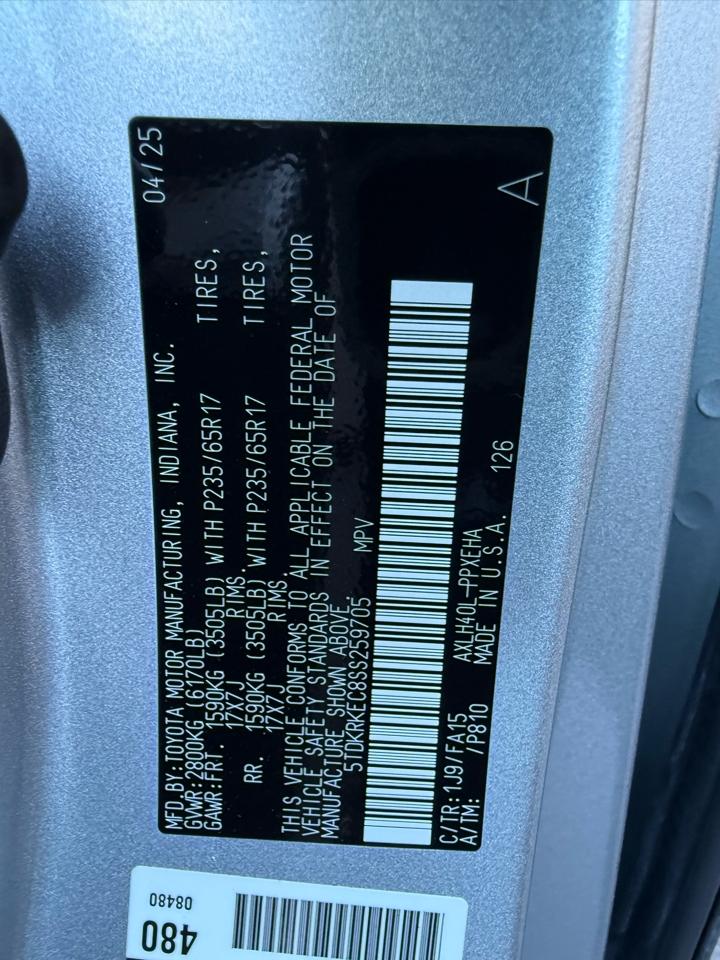 MFD.BY:TOYOTA MOTOR MANUFACTURING, INDIANA, INC. 04/25
GVWR:2800KG (6170LB)
GAWR:FRT. 1590KG (3505LB) WITH P235/65R17 TIRES,
17X7J RIMS.
RR. 1590KG (3505LB) WITH P235/65R17 TIRES,
17X7J RIMS.
THIS VEHICLE CONFORMS TO ALL APPLICABLE FEDERAL MOTOR
VEHICLE SAFETY STANDARDS IN EFFECT ON THE DATE OF
MANUFACTURE SHOWN ABOVE.
5TDKRKEC8SS259705 MPV
C/TR:1J9/FA15 AXLH40L-PPXEHA 126
A/TM: /P810 MADE IN U.S.A.
A
480
08480